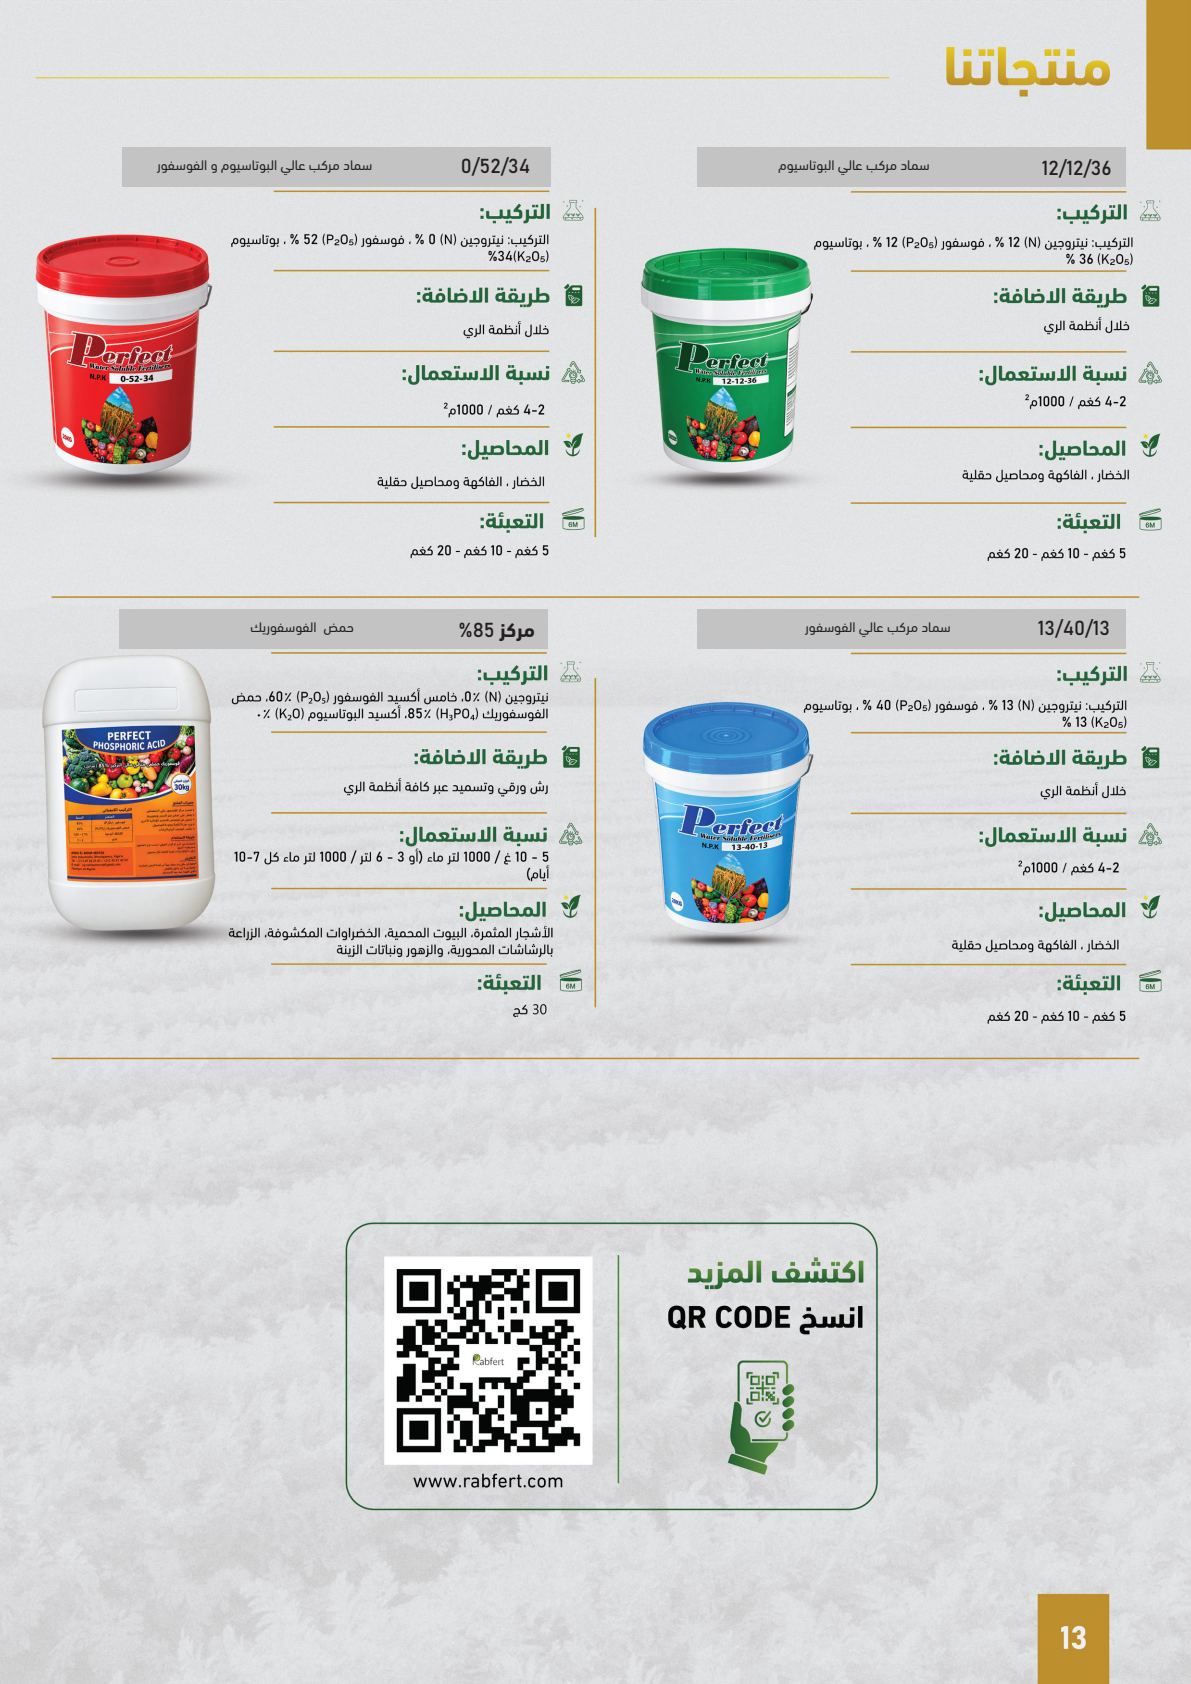 منتجاتنا
12/12/36
سماد مركب عالي البوتاسيوم
التركيب:
التركيب: نيتروجين (N) 12 % ، فوسفور (P₂O₅) 12 % ، بوتاسيوم
(K₂O₅) 36 %
طريقة الاضافة:
خلال أنظمة الري
نسبة الاستعمال:
4-2 كغم / 1000م²
المحاصيل:
الخضار ، الفاكهة ومحاصيل حقلية
6M
التعبئة:
5 كغم - 10 كغم - 20 كغم
Perfect
Water Soluble Fertilizers
N.P.K 12-12-36
0/52/34
سماد مركب عالي البوتاسيوم و الفوسفور
التركيب:
التركيب: نيتروجين (N) 0 % ، فوسفور (P₂O₅) 52 % ، بوتاسيوم
(K₂O₅)34%
طريقة الاضافة:
خلال أنظمة الري
نسبة الاستعمال:
4-2 كغم / 1000م²
المحاصيل:
الخضار ، الفاكهة ومحاصيل حقلية
6M
التعبئة:
5 كغم - 10 كغم - 20 كغم
Perfect
Water Soluble Fertilizers
N.P.K 0-52-34
20KG
13/40/13
سماد مركب عالي الفوسفور
التركيب:
التركيب: نيتروجين (N) 13 % ، فوسفور (P₂O₅) 40 % ، بوتاسيوم
(K₂O₅) 13 %
طريقة الاضافة:
خلال أنظمة الري
نسبة الاستعمال:
4-2 كغم / 1000م²
المحاصيل:
الخضار ، الفاكهة ومحاصيل حقلية
6M
التعبئة:
5 كغم - 10 كغم - 20 كغم
Perfect
Water Soluble Fertilizers
N.P.K 13-40-13
20KG
مركز 85%
حمض الفوسفوريك
التركيب:
نيتروجين (N) 0٪، خامس أكسيد الفوسفور (P₂O₅) 60٪، حمض
الفوسفوريك (H₃PO₄) 85٪، أكسيد البوتاسيوم (K₂O) ٠٪
طريقة الاضافة:
رش ورقي وتسميد عبر كافة أنظمة الري
نسبة الاستعمال:
5 - 10 غ / 1000 لتر ماء (أو 3 - 6 لتر / 1000 لتر ماء كل 7-10
أيام)
المحاصيل:
الأشجار المثمرة، البيوت المحمية، الخضراوات المكشوفة، الزراعة
بالرشاشات المحورية، والزهور ونباتات الزينة
6M
التعبئة:
30 كج
PERFECT
PHOSPHORIC ACID
30kg
اكتشف المزيد
انسخ QR CODE
Rabfert
www.rabfert.com
13